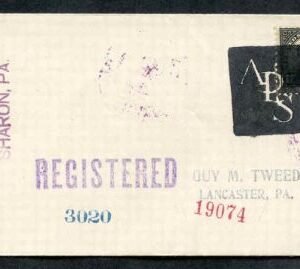 SHARON, PA.
APS
REGISTERED
GUY M. TWEED
LANCASTER, PA.
3020
19074